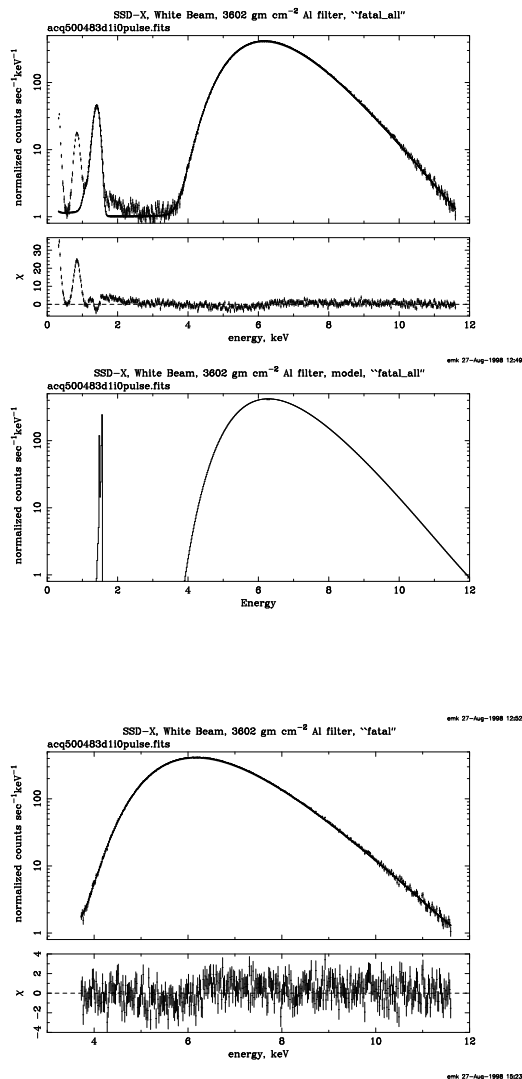 SSD-X, White Beam, 3602 gm cm⁻² Al filter, ``fatal_all''
acq500483d1i0pulse.fits
normalized counts sec⁻¹keV⁻¹
100
10
1
χ
30
20
10
0
0 2 4 6 8 10 12
energy, keV
emk 27-Aug-1998 12:49
SSD-X, White Beam, 3602 gm cm⁻² Al filter, model, ``fatal_all''
acq500483d1i0pulse.fits
normalized counts sec⁻¹keV⁻¹
100
10
1
0 2 4 6 8 10 12
Energy
emk 27-Aug-1998 12:52
SSD-X, White Beam, 3602 gm cm⁻² Al filter, ``fatal''
acq500483d1i0pulse.fits
normalized counts sec⁻¹keV⁻¹
100
10
1
χ
4
2
0
−2
−4
4 6 8 10 12
energy, keV
emk 27-Aug-1998 15:23